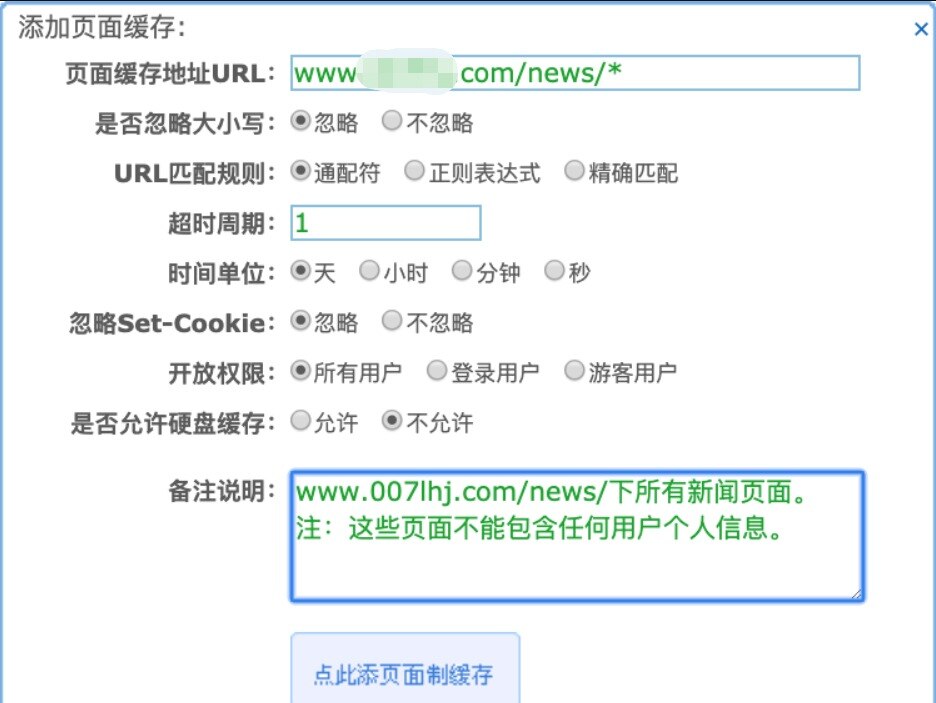 添加页面缓存：
×
页面缓存地址URL： www com/news/*
是否忽略大小写： 忽略 不忽略
URL匹配规则： 通配符 正则表达式 精确匹配
超时周期： 1
时间单位： 天 小时 分钟 秒
忽略Set-Cookie： 忽略 不忽略
开放权限： 所有用户 登录用户 游客用户
是否允许硬盘缓存： 允许 不允许
备注说明： www.007lhj.com/news/下所有新闻页面。
注：这些页面不能包含任何用户个人信息。
点此添页面制缓存